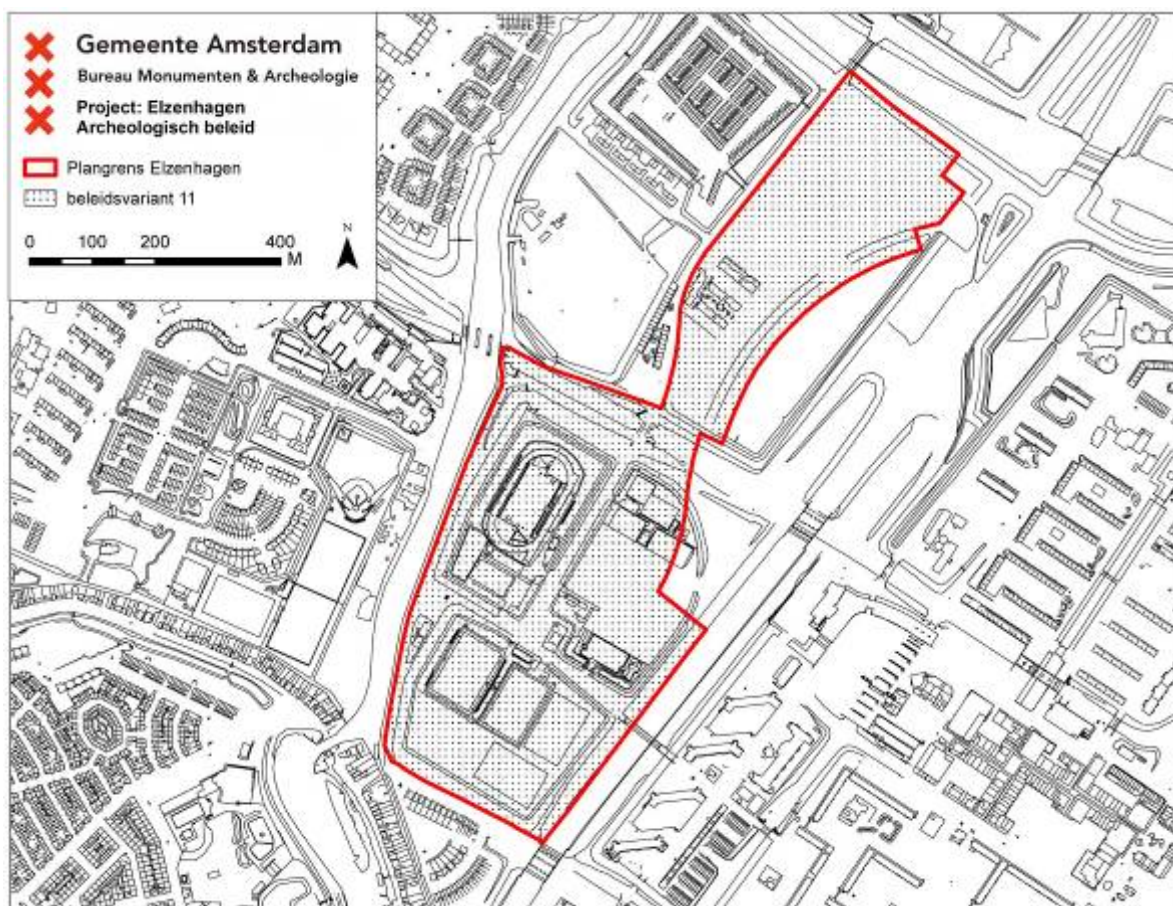 Gemeente Amsterdam
Bureau Monumenten & Archeologie
Project: Elzenhagen
Archeologisch beleid
Plangrens Elzenhagen
beleidsvariant 11
N
0 100 200 400
M